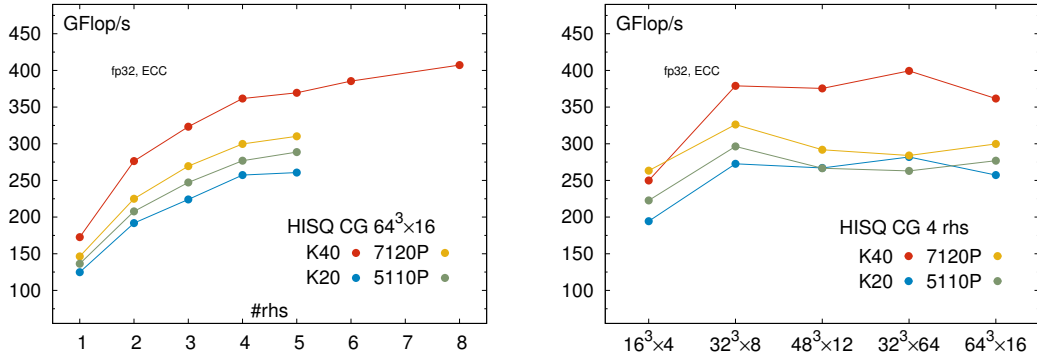 GFlop/s
450
400
350
300
250
200
150
100
fp32, ECC
HISQ CG 64³×16
K40 7120P
K20 5110P
#rhs
1 2 3 4 5 6 7 8
GFlop/s
450
400
350
300
250
200
150
100
fp32, ECC
HISQ CG 4 rhs
K40 7120P
K20 5110P
16³×4 32³×8 48³×12 32³×64 64³×16